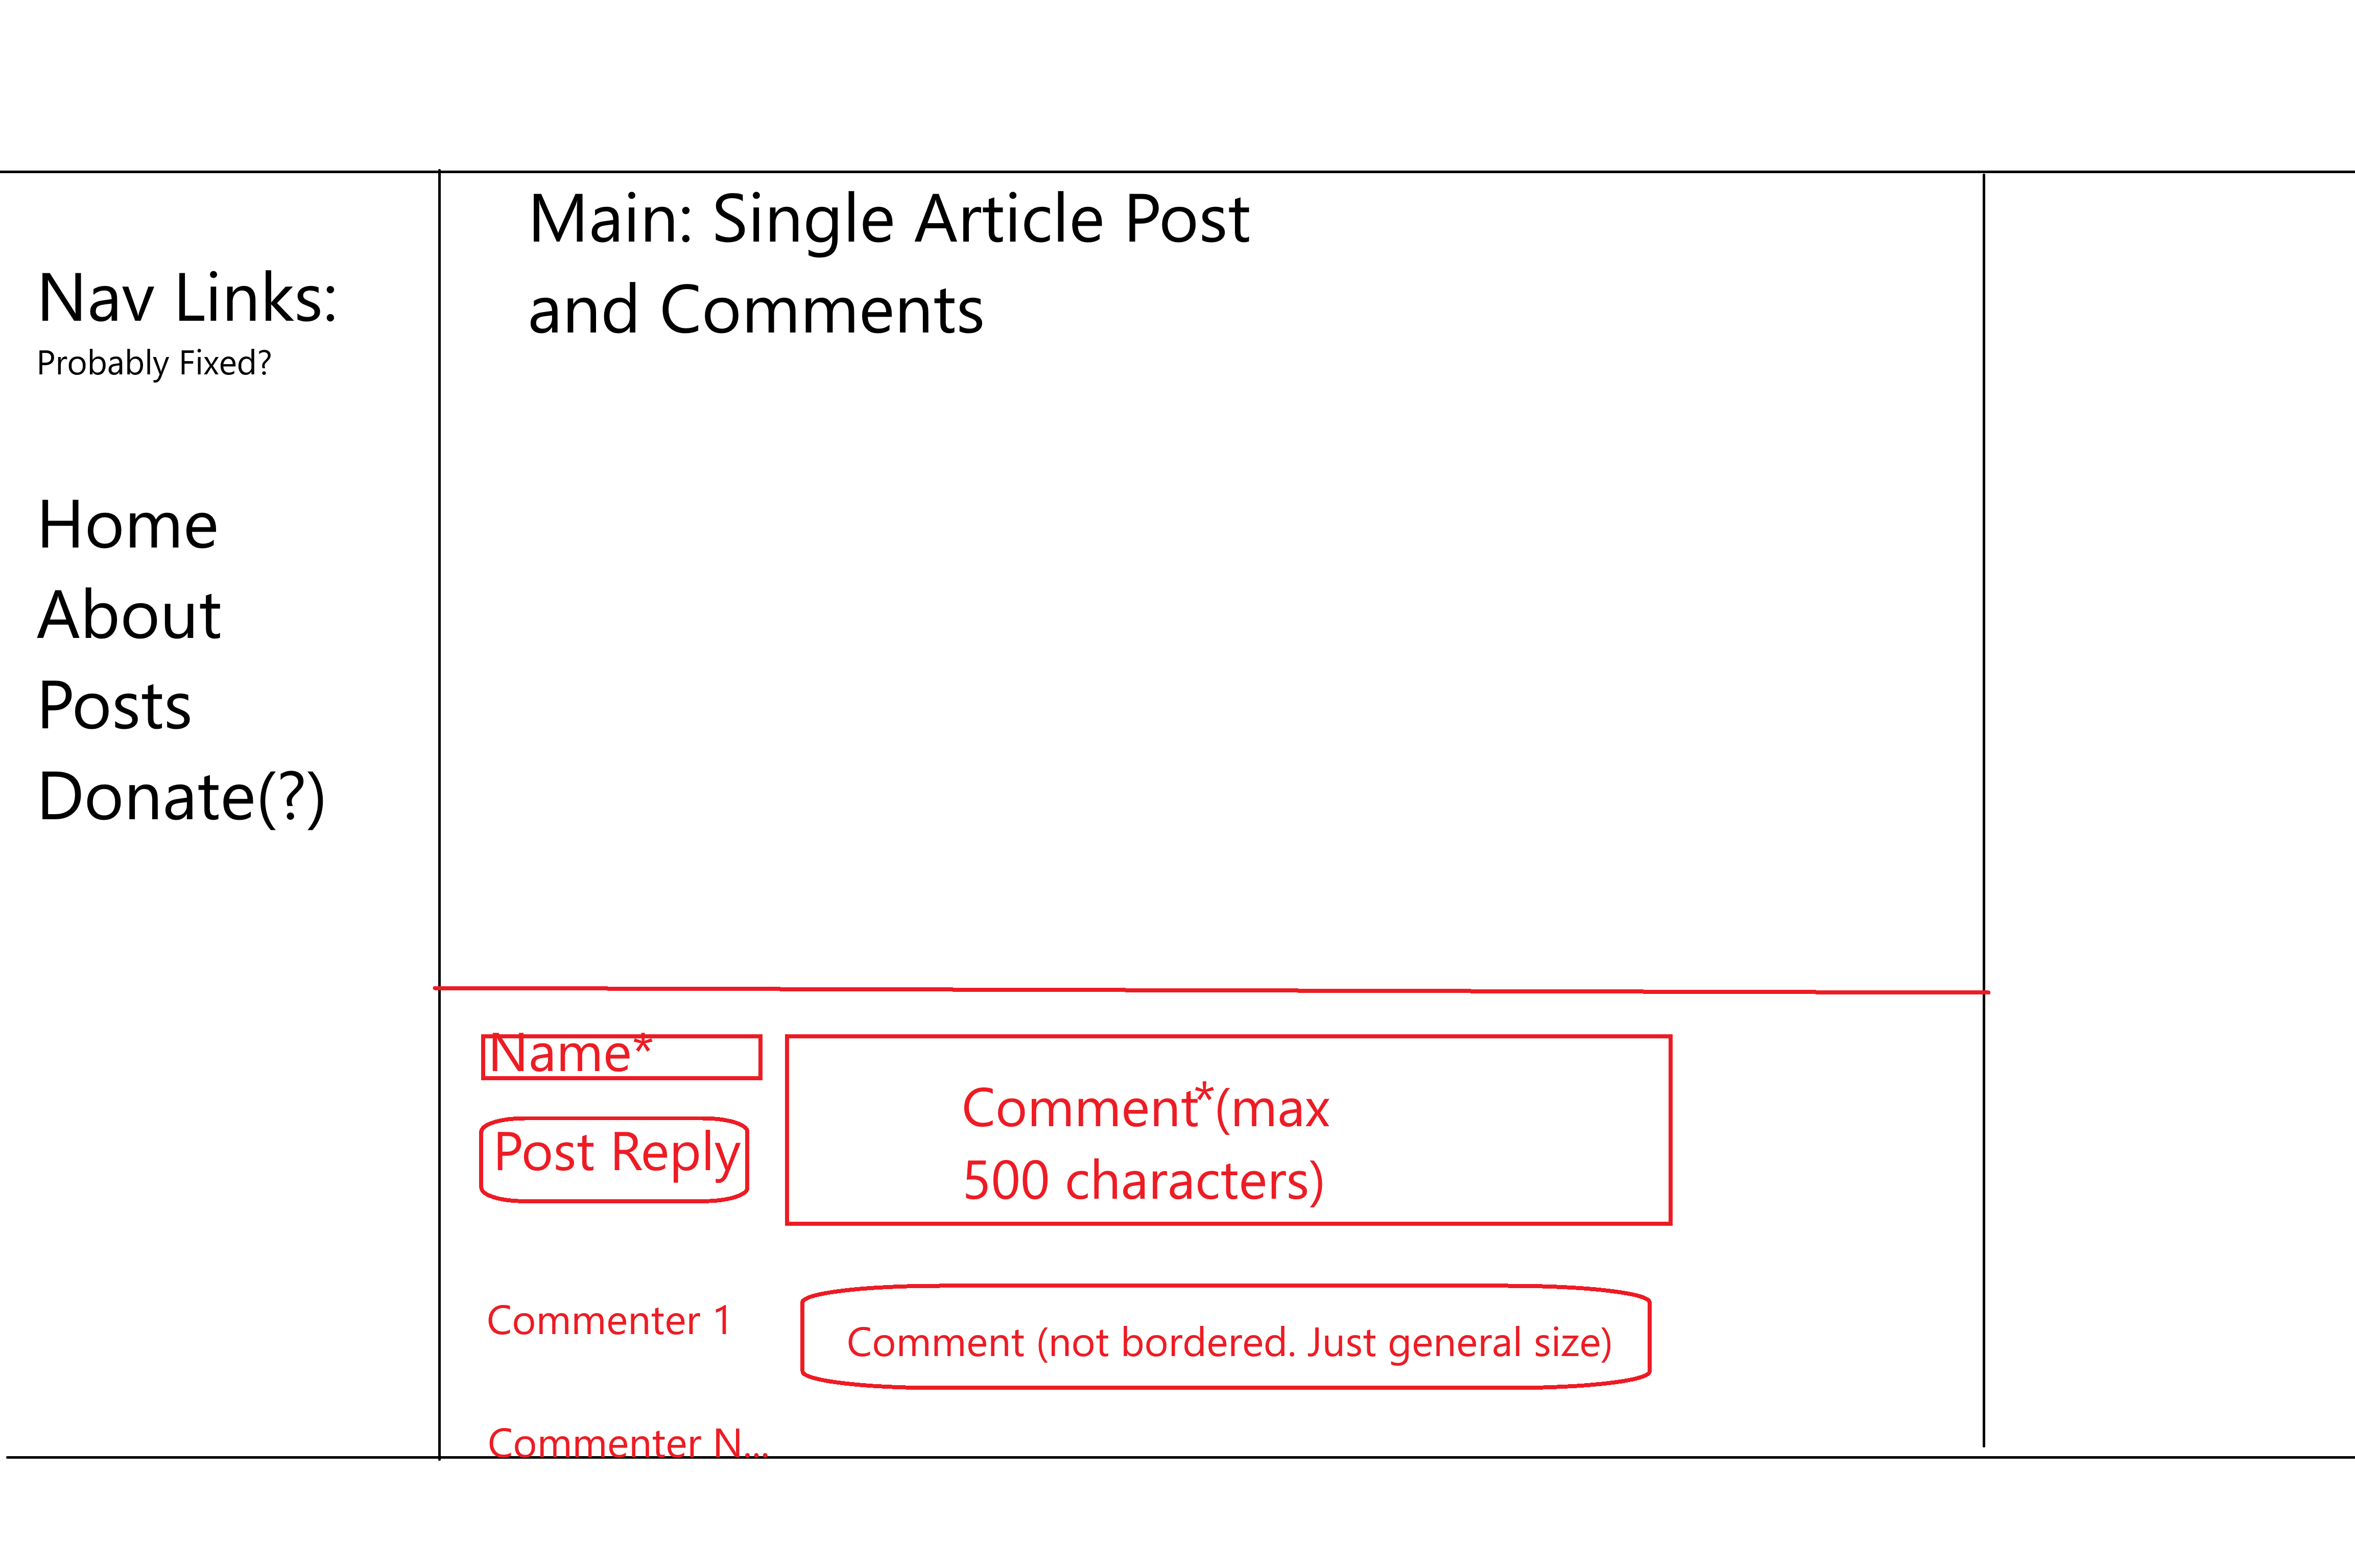 Nav Links:
Probably Fixed?
Home
About
Posts
Donate(?)
Main: Single Article Post
and Comments
Name*
Post Reply
Comment*(max
500 characters)
Commenter 1
Comment (not bordered. Just general size)
Commenter N...